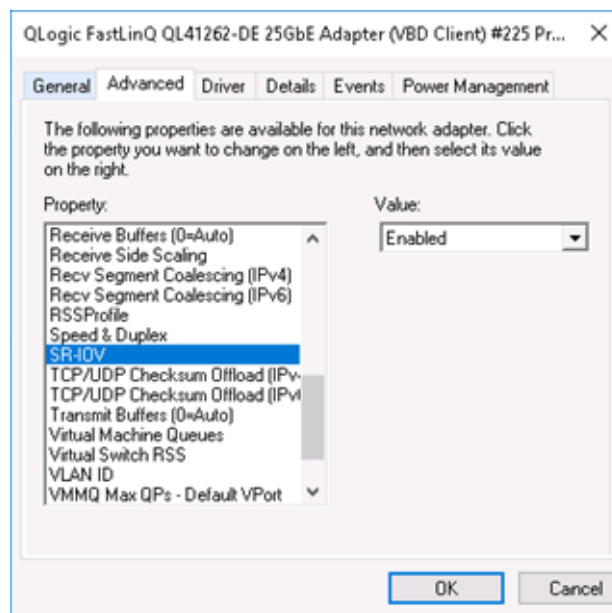 QLogic FastLinQ QL41262-DE 25GbE Adapter (VBD Client) #225 Pr...
General Advanced Driver Details Events Power Management
The following properties are available for this network adapter. Click
the property you want to change on the left, and then select its value
on the right.
Property:
Value:
Receive Buffers (0=Auto)
Receive Side Scaling
Recv Segment Coalescing (IPv4)
Recv Segment Coalescing (IPv6)
RSSProfile
Speed & Duplex
SR-IOV
TCP/UDP Checksum Offload (IPv
TCP/UDP Checksum Offload (IPv
Transmit Buffers (0=Auto)
Virtual Machine Queues
Virtual Switch RSS
VLAN ID
VMMQ Max QPs - Default VPort
Enabled
OK
Cancel